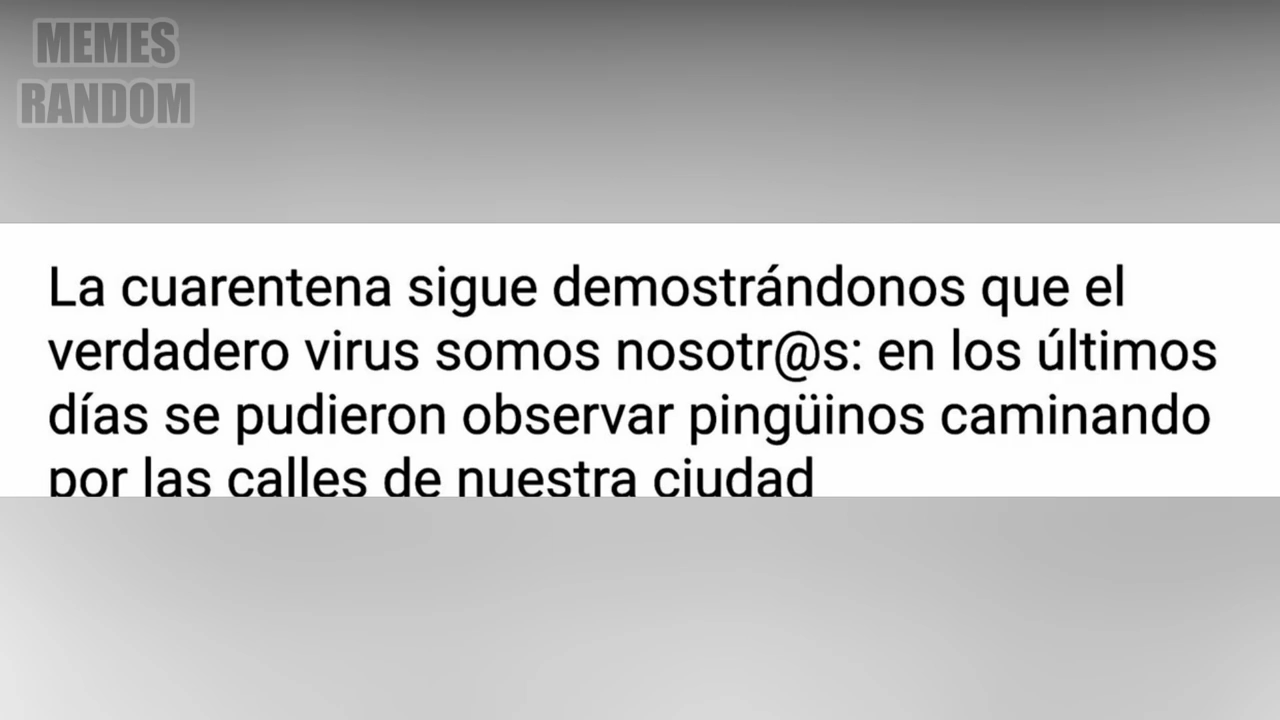 MEMES
RANDOM
La cuarentena sigue demostrándonos que el
verdadero virus somos nosotr@s: en los últimos
días se pudieron observar pingüinos caminando
por las calles de nuestra ciudad